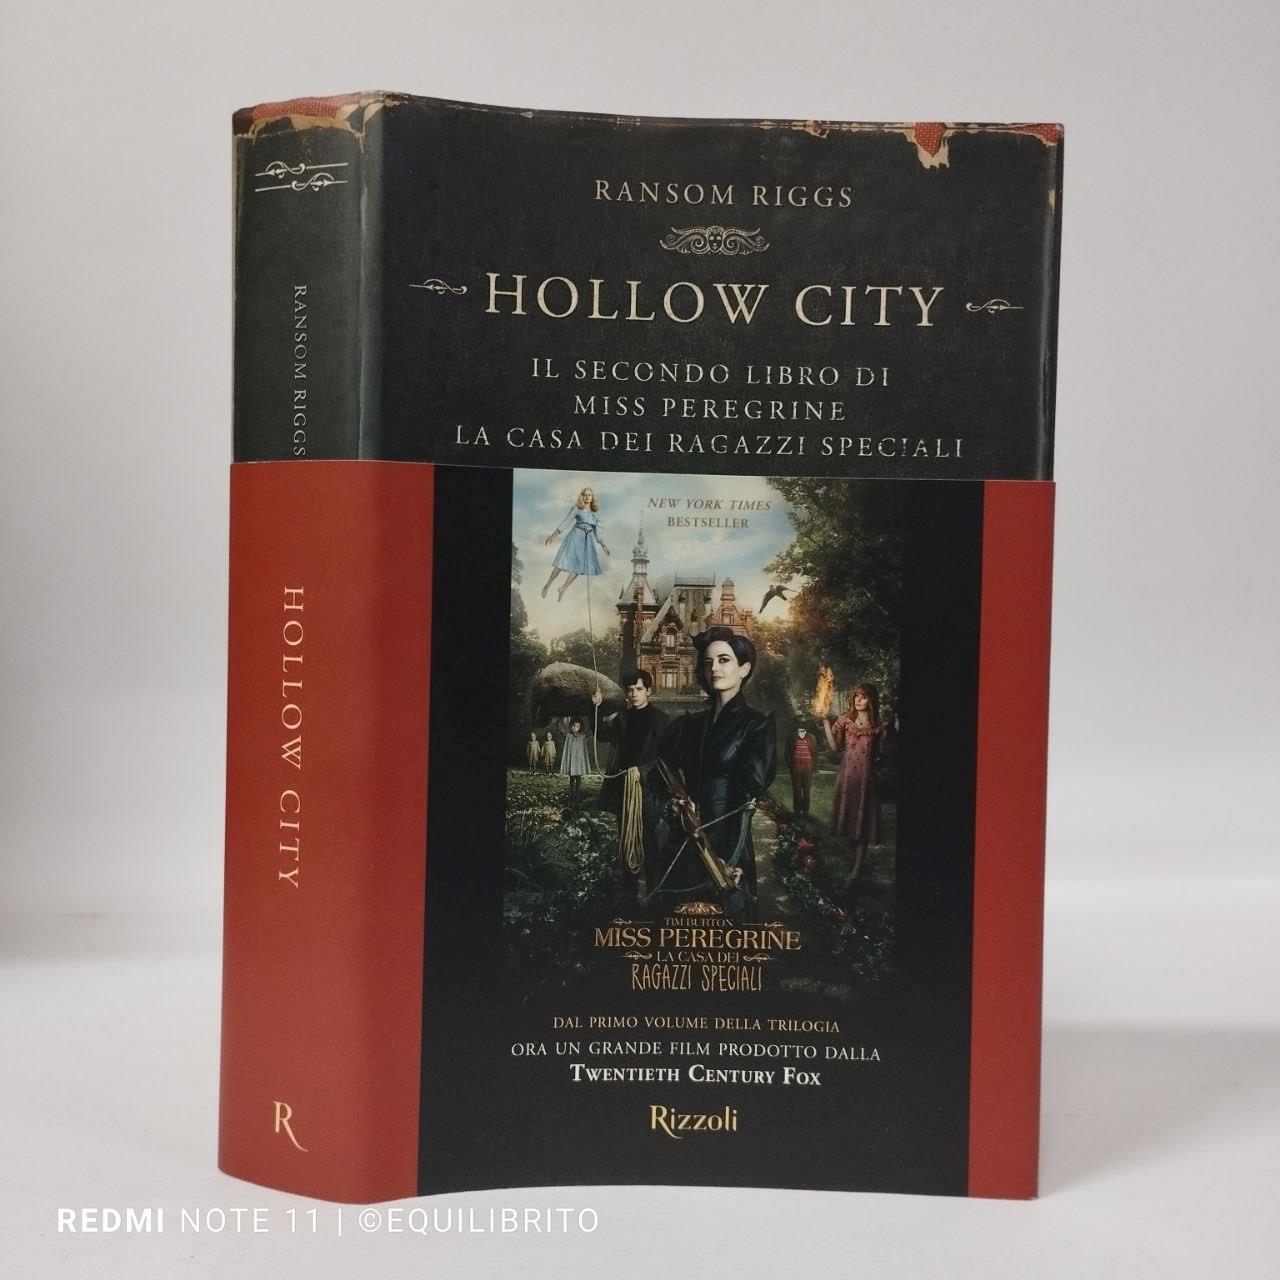 RANSOM RIGGS
HOLLOW CITY
IL SECONDO LIBRO DI
MISS PEREGRINE
LA CASA DEI RAGAZZI SPECIALI
RANSOM RIGGS
HOLLOW CITY
R
NEW YORK TIMES
BESTSELLER
TIM BURTON
MISS PEREGRINE
LA CASA DEI
RAGAZZI SPECIALI
DAL PRIMO VOLUME DELLA TRILOGIA
ORA UN GRANDE FILM PRODOTTO DALLA
TWENTIETH CENTURY FOX
Rizzoli
REDMI NOTE 11 | ©EQUILIBRITO